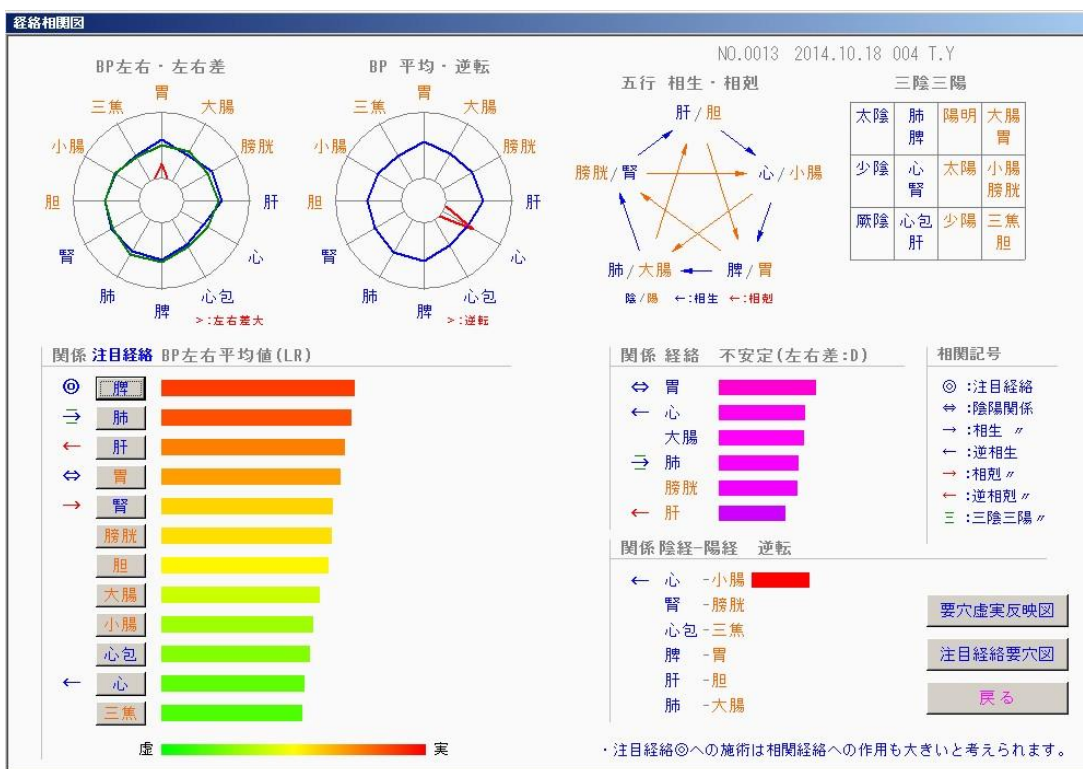 経絡相関図
NO.0013 2014.10.18 004 T.Y
BP左右・左右差
胃
大腸
膀胱
肝
心
心包
脾
肺
腎
胆
小腸
三焦
>:左右差大
BP 平均・逆転
胃
大腸
膀胱
肝
心
心包
脾
肺
腎
胆
小腸
三焦
>:逆転
五行 相生・相剋
肝/胆
膀胱/腎
心/小腸
肺/大腸
脾/胃
陰/陽 ←:相生 ←:相剋
三陰三陽
太陰 肺 脾 陽明 大腸 胃
少陰 心 腎 太陽 小腸 膀胱
厥陰 心包 肝 少陽 三焦 胆
関係 注目経絡 BP左右平均値(LR)
◎ 脾
→ 肺
← 肝
⇔ 胃
→ 腎
膀胱
胆
大腸
小腸
心包
← 心
三焦
虚 実
関係 経絡 不安定(左右差:D)
⇔ 胃
← 心
大腸
→ 肺
膀胱
← 肝
関係 陰経-陽経 逆転
← 心 -小腸
腎 -膀胱
心包-三焦
脾 -胃
肝 -胆
肺 -大腸
相関記号
◎ :注目経絡
⇔ :陰陽関係
→ :相生 〃
← :逆相生
→ :相剋〃
← :逆相剋〃
Ξ :三陰三陽〃
要穴虚実反映図
注目経絡要穴図
戻る
・注目経絡◎への施術は相関経絡への作用も大きいと考えられます。